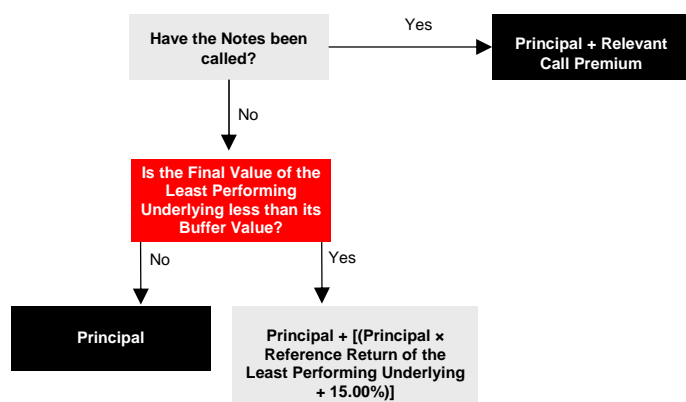 Have the Notes been
called?
Yes
Principal + Relevant
Call Premium
No
Is the Final Value of the
Least Performing
Underlying less than its
Buffer Value?
No
Yes
Principal
Principal + [(Principal ×
Reference Return of the
Least Performing Underlying
+ 15.00%)]